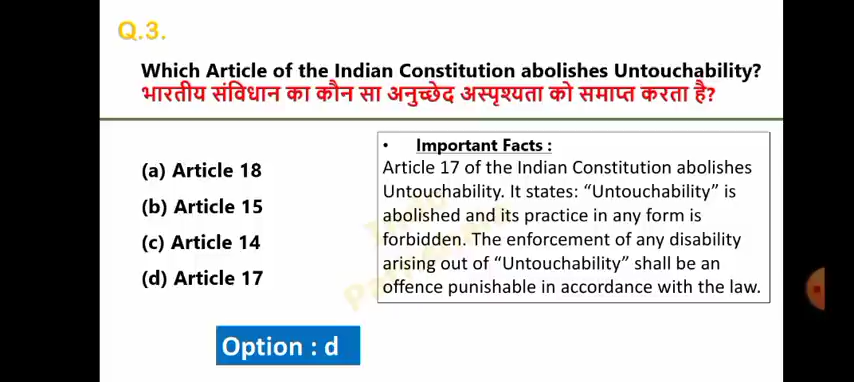 Q.3.
Which Article of the Indian Constitution abolishes Untouchability?
भारतीय संविधान का कौन सा अनुच्छेद अस्पृश्यता को समाप्त करता है?
(a) Article 18
(b) Article 15
(c) Article 14
(d) Article 17
• Important Facts :
Article 17 of the Indian Constitution abolishes
Untouchability. It states: “Untouchability” is
abolished and its practice in any form is
forbidden. The enforcement of any disability
arising out of “Untouchability” shall be an
offence punishable in accordance with the law.
Option : d